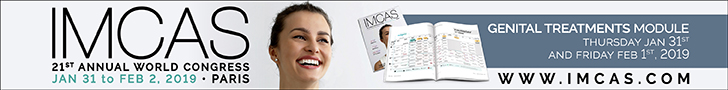 IMCAS
21ST ANNUAL WORLD CONGRESS
JAN 31 to FEB 2, 2019 • PARIS
GENITAL TREATMENTS MODULE
THURSDAY JAN 31ST
AND FRIDAY FEB 1ST, 2019
WWW.IMCAS.COM